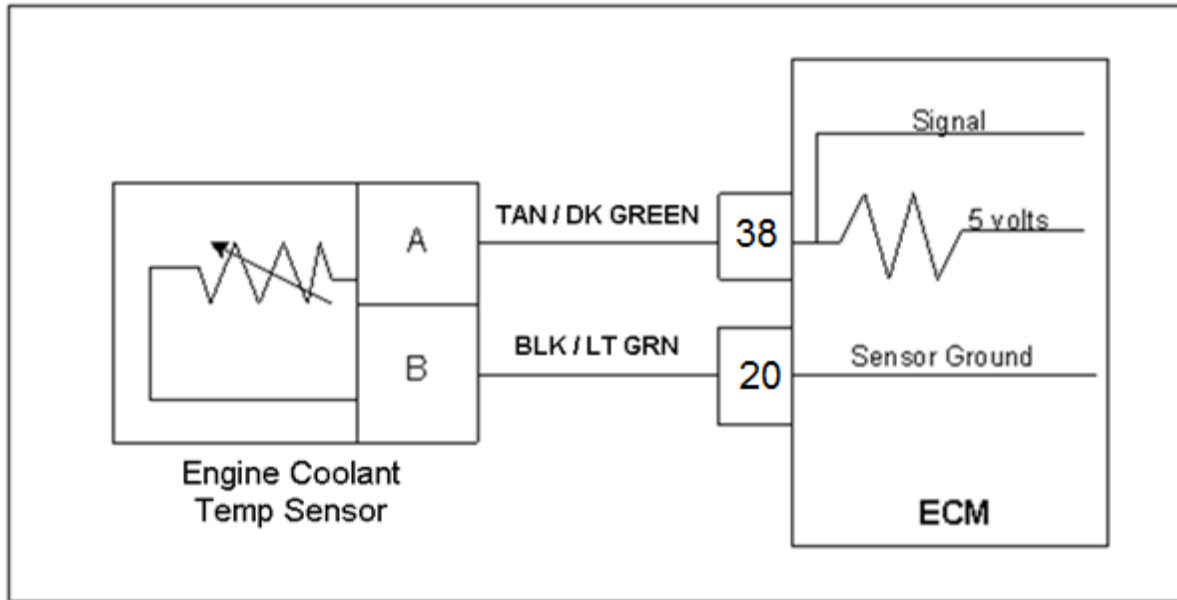 Signal
TAN / DK GREEN
A
38
5 volts
BLK / LT GRN
B
20
Sensor Ground
Engine Coolant
Temp Sensor
ECM